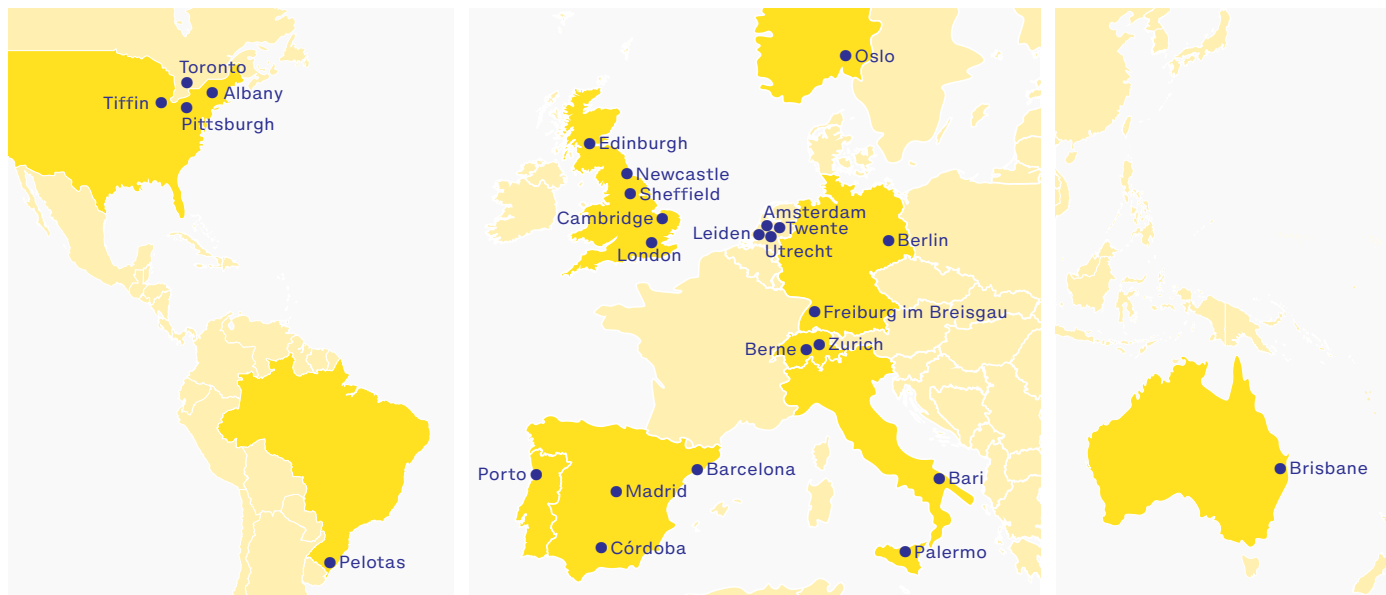 Toronto
Tiffin
Albany
Pittsburgh
Pelotas
Oslo
Edinburgh
Newcastle
Sheffield
Cambridge
London
Amsterdam
Leiden
Twente
Utrecht
Berlin
Freiburg im Breisgau
Berne
Zurich
Porto
Barcelona
Madrid
Córdoba
Bari
Palermo
Brisbane